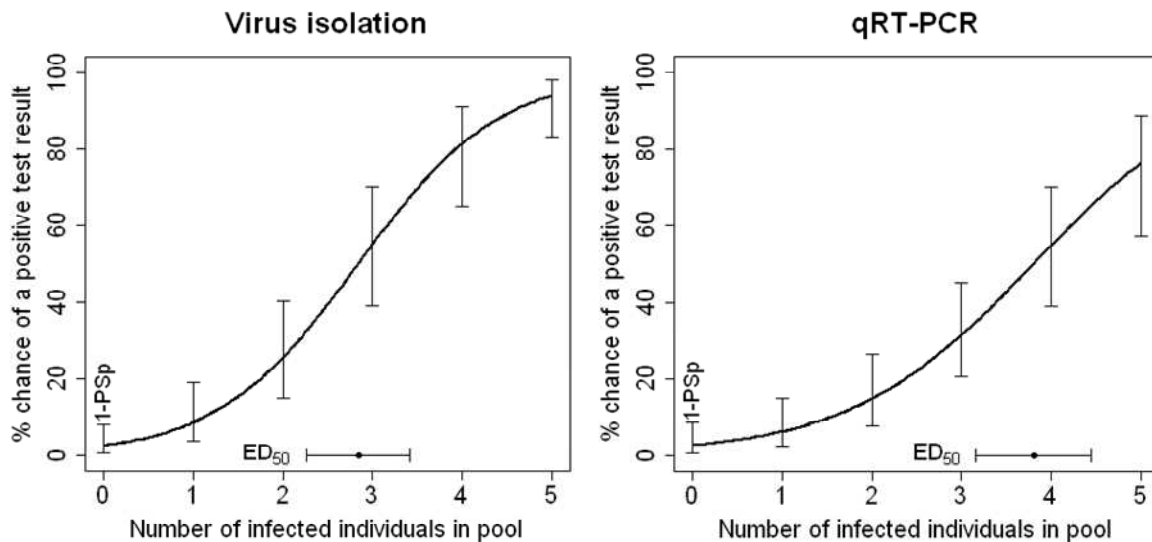 Virus isolation
% chance of a positive test result
100
80
60
40
20
0
1-PSp
ED₅₀
0 1 2 3 4 5
Number of infected individuals in pool
qRT-PCR
% chance of a positive test result
100
80
60
40
20
0
1-PSp
ED₅₀
0 1 2 3 4 5
Number of infected individuals in pool